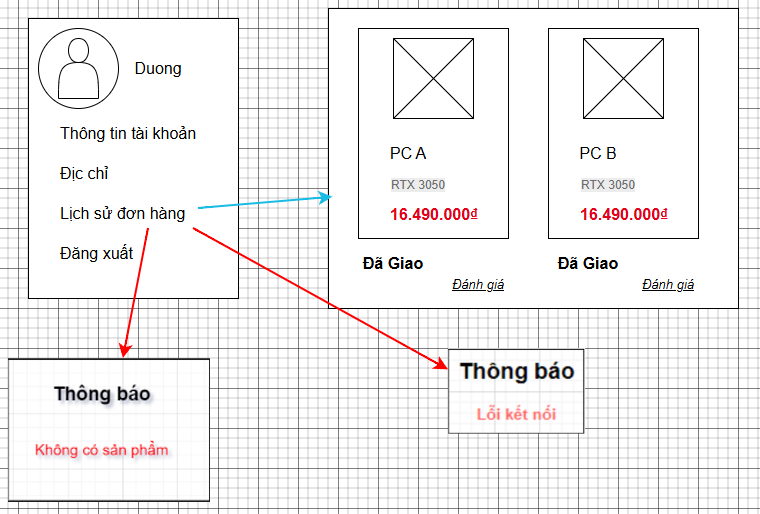 Duong
Thông tin tài khoản
Địc chỉ
Lịch sử đơn hàng
Đăng xuất
PC A
RTX 3050
16.490.000₫
Đã Giao
Đánh giá
PC B
RTX 3050
16.490.000₫
Đã Giao
Đánh giá
Thông báo
Không có sản phẩm
Thông báo
Lỗi kết nối